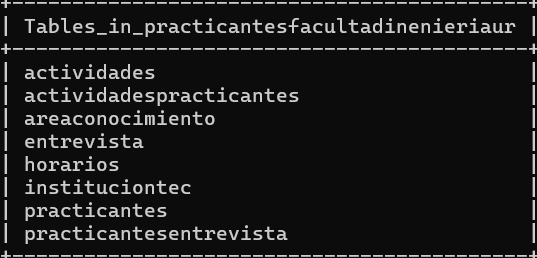 Tables_in_practicantesfacultadinenieriaur
actividades
actividadespracticantes
areaconocimiento
entrevista
horarios
instituciontec
practicantes
practicantesentrevista